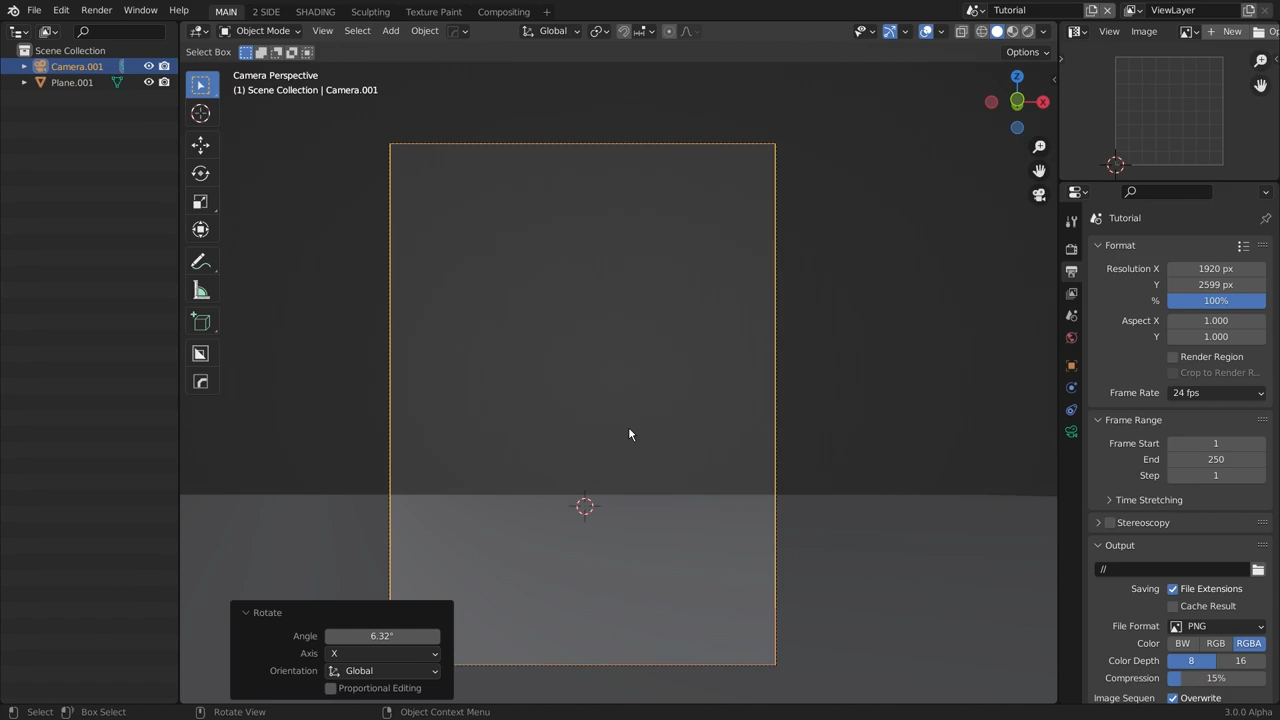 File Edit Render Window Help MAIN 2 SIDE SHADING Sculpting Texture Paint Compositing + Tutorial ViewLayer
Object Mode View Select Add Object Global View Image New Op
Select Box Options
Scene Collection
Camera.001
Plane.001
Camera Perspective
(1) Scene Collection | Camera.001
Z
X
Tutorial
Format
Resolution X 1920 px
Y 2599 px
% 100%
Aspect X 1.000
Y 1.000
Render Region
Crop to Render R...
Frame Rate 24 fps
Frame Range
Frame Start 1
End 250
Step 1
Time Stretching
Stereoscopy
Output
//
Saving File Extensions
Cache Result
File Format PNG
Color BW RGB RGBA
Color Depth 8 16
Compression 15%
Image Sequen Overwrite
Rotate
Angle 6.32°
Axis X
Orientation Global
Proportional Editing
Select Box Select Rotate View Object Context Menu 3.0.0 Alpha